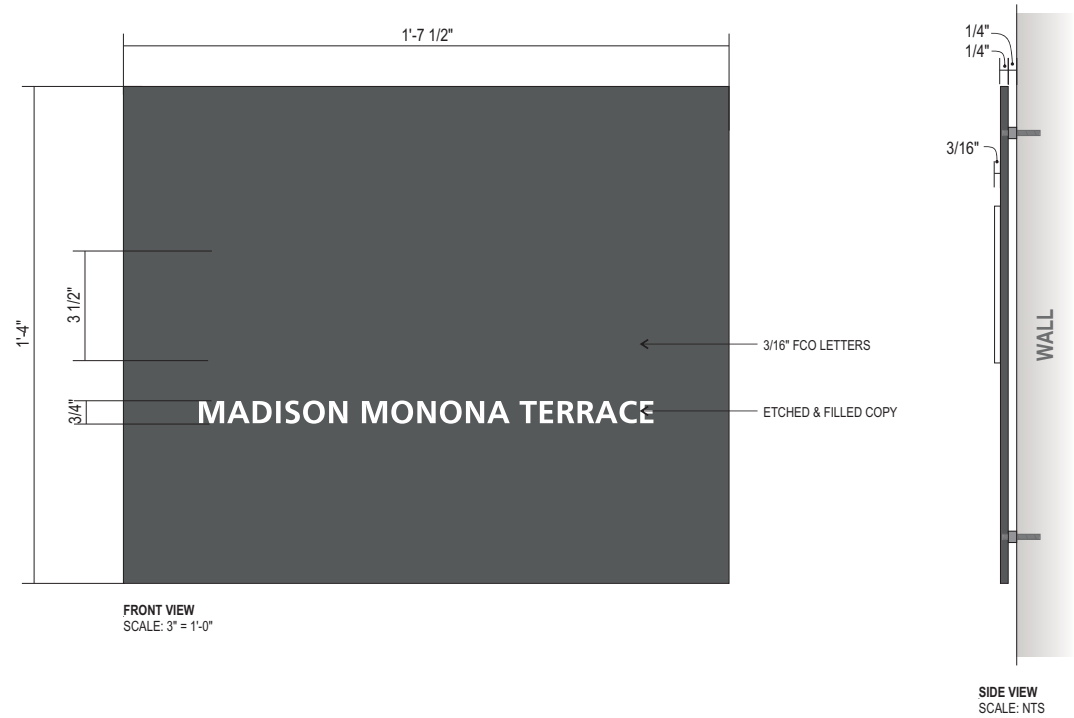 1'-7 1/2"
1/4"
1/4"
3/16"
3 1/2"
1'-4"
WALL
3/16" FCO LETTERS
3/4"
MADISON MONONA TERRACE
ETCHED & FILLED COPY
FRONT VIEW
SCALE: 3" = 1'-0"
SIDE VIEW
SCALE: NTS